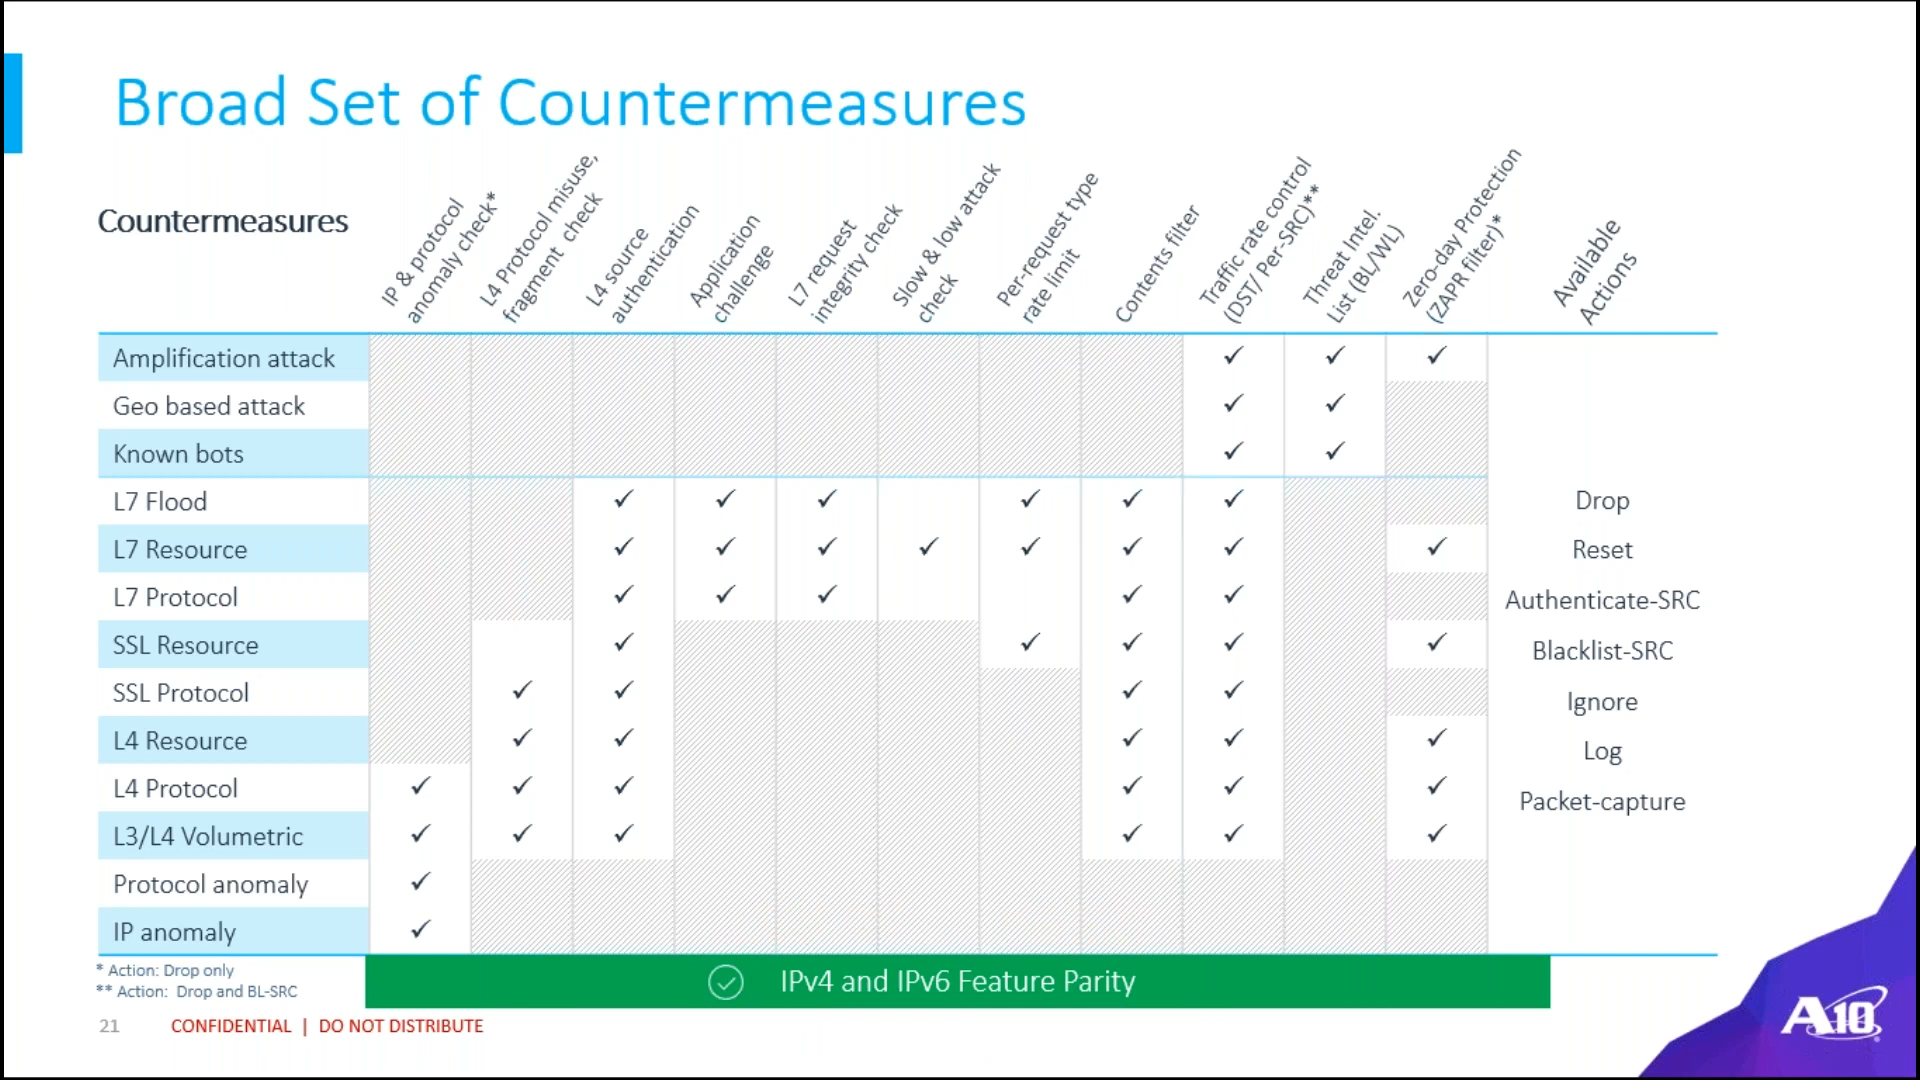 Broad Set of Countermeasures
Countermeasures
IP & protocol
anomaly check*
L4 Protocol misuse,
fragment check
L4 source
authentication
Application
challenge
L7 request
integrity check
Slow & low attack
check
Per-request type
rate limit
Contents filter
Traffic rate control
(DST/ Per-SRC)**
Threat Intel.
List (BL/WL)
Zero-day Protection
(ZAPR filter)*
Available
Actions
Amplification attack ✓ ✓ ✓
Geo based attack ✓ ✓
Known bots ✓ ✓
L7 Flood ✓ ✓ ✓ ✓ ✓ ✓ Drop
L7 Resource ✓ ✓ ✓ ✓ ✓ ✓ ✓ ✓ Reset
L7 Protocol ✓ ✓ ✓ ✓ ✓ Authenticate-SRC
SSL Resource ✓ ✓ ✓ ✓ ✓ Blacklist-SRC
SSL Protocol ✓ ✓ ✓ ✓ Ignore
L4 Resource ✓ ✓ ✓ ✓ ✓ Log
L4 Protocol ✓ ✓ ✓ ✓ ✓ ✓ Packet-capture
L3/L4 Volumetric ✓ ✓ ✓ ✓ ✓ ✓
Protocol anomaly ✓
IP anomaly ✓
* Action: Drop only
** Action: Drop and BL-SRC
IPv4 and IPv6 Feature Parity
21 CONFIDENTIAL | DO NOT DISTRIBUTE
A10